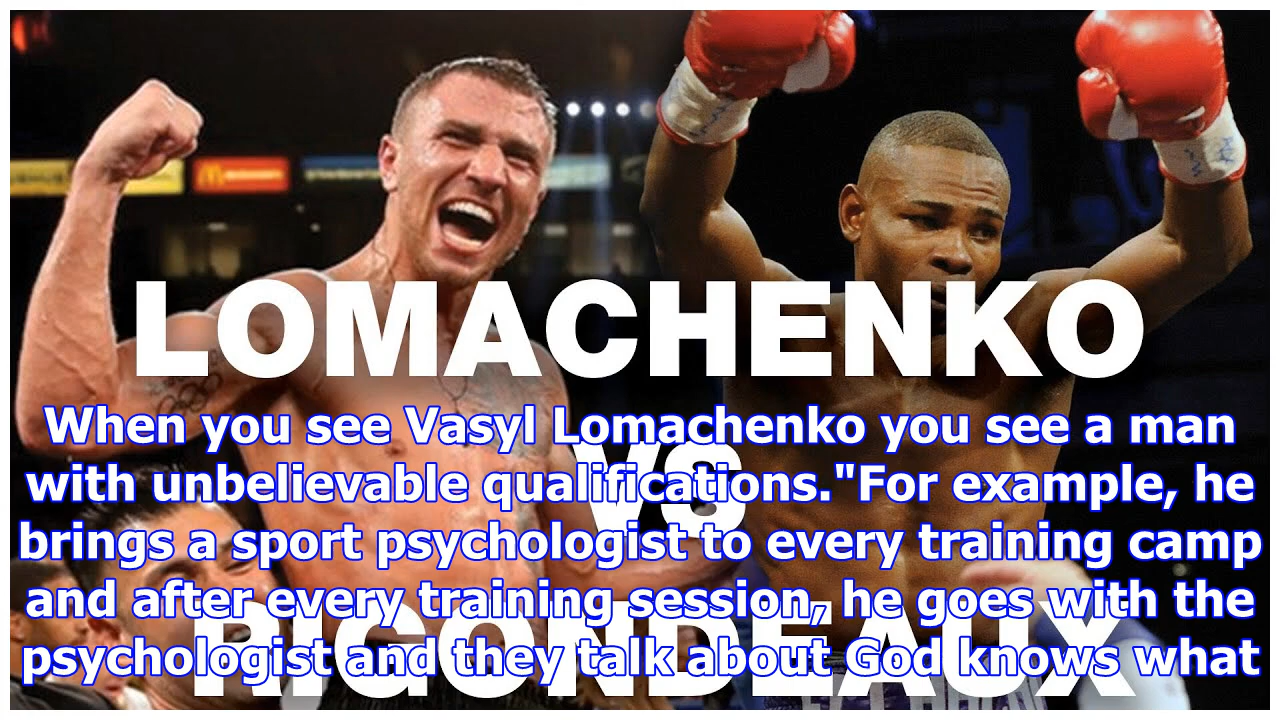 LOMACHENKO
VS
RIGONDEAUX
When you see Vasyl Lomachenko you see a man
with unbelievable qualifications."For example, he
brings a sport psychologist to every training camp
and after every training session, he goes with the
psychologist and they talk about God knows what